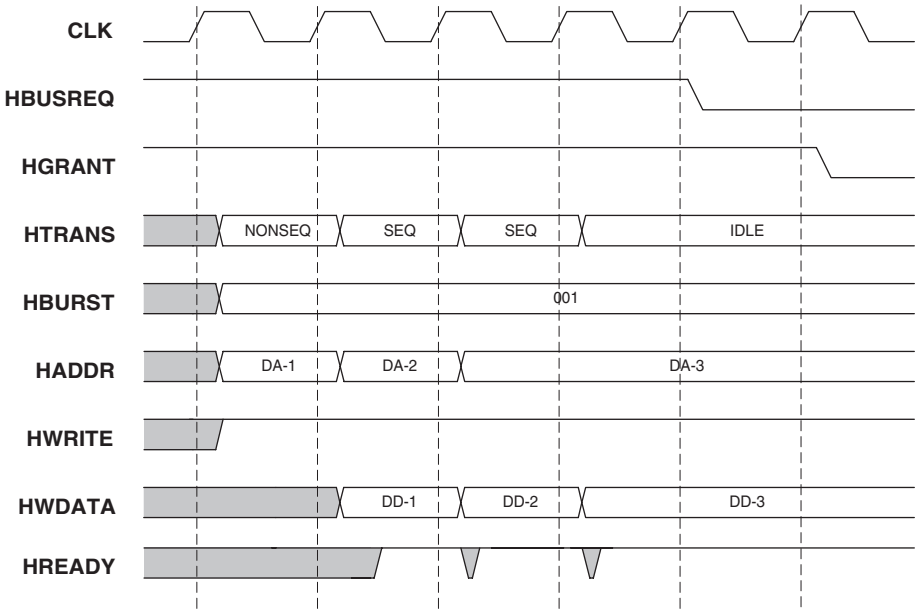 CLK
HBUSREQ
HGRANT
HTRANS NONSEQ SEQ SEQ IDLE
HBURST 001
HADDR DA-1 DA-2 DA-3
HWRITE
HWDATA DD-1 DD-2 DD-3
HREADY